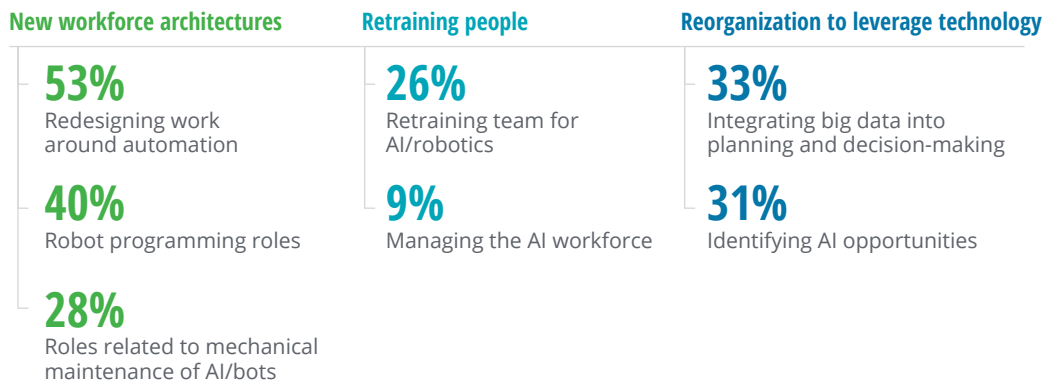 New workforce architectures
53%
Redesigning work
around automation
40%
Robot programming roles
28%
Roles related to mechanical
maintenance of AI/bots
Retraining people
26%
Retraining team for
AI/robotics
9%
Managing the AI workforce
Reorganization to leverage technology
33%
Integrating big data into
planning and decision-making
31%
Identifying AI opportunities